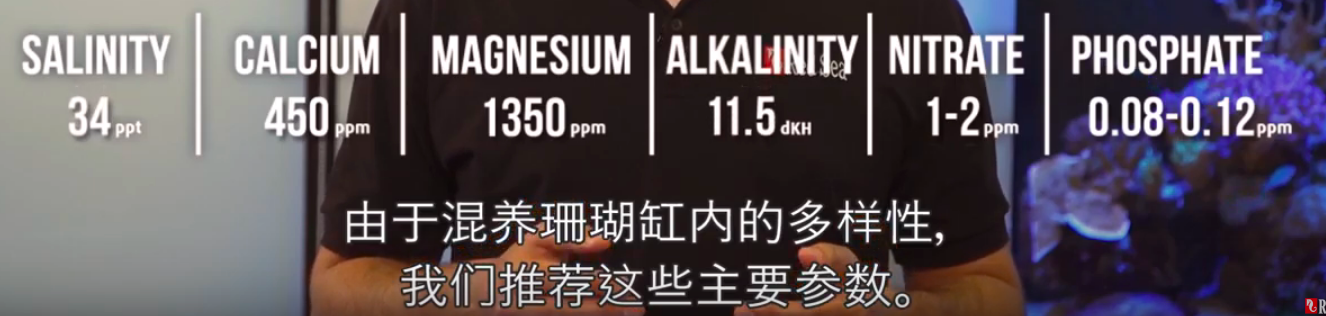 SALINITY CALCIUM MAGNESIUM ALKALINITY NITRATE PHOSPHATE
Red Sea
34 ppt 450 ppm 1350 ppm 11.5 dKH 1-2 ppm 0.08-0.12 ppm
由于混养珊瑚缸内的多样性,
我们推荐这些主要参数。
R